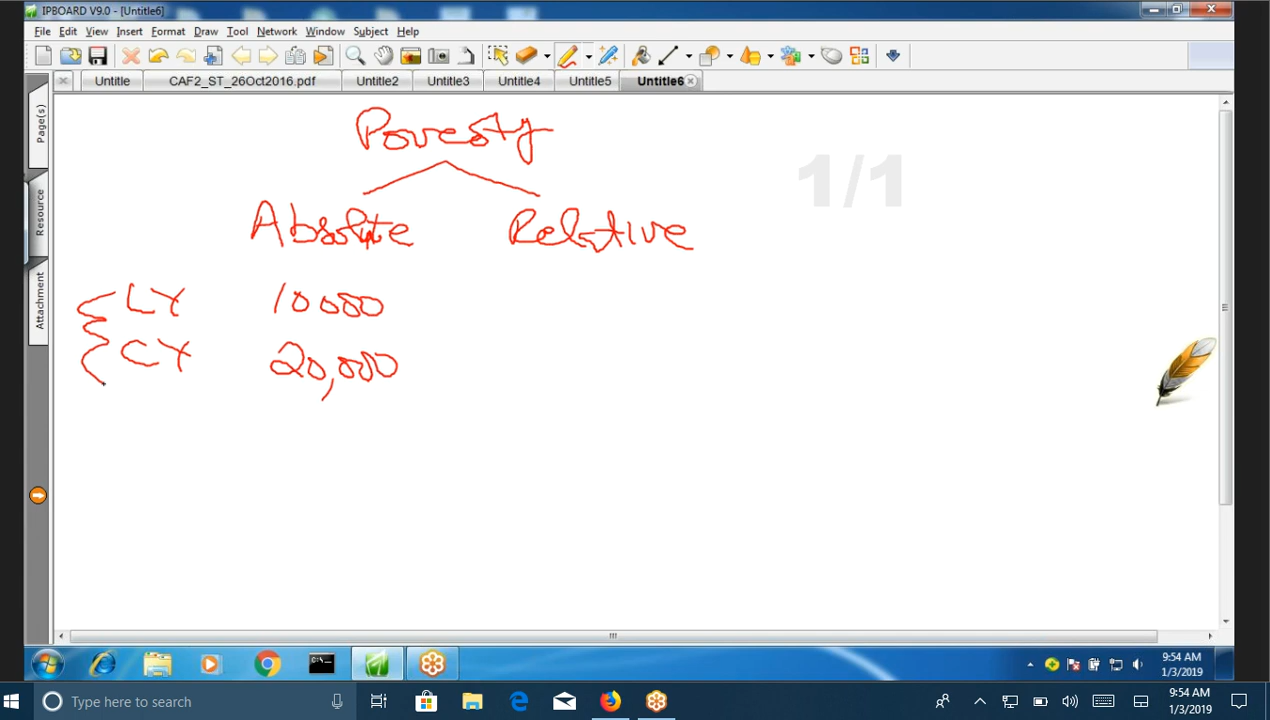 IPBOARD V9.0 - [Untitle6]
File Edit View Insert Format Draw Tool Network Window Subject Help
Untitle CAF2_ST_26Oct2016.pdf Untitle2 Untitle3 Untitle4 Untitle5 Untitle6
Page(s)
Resource
Attachment
Poverty
1/1
Absolute Relative
LY 10000
CY 20,000
9:54 AM
1/3/2019
Type here to search
9:54 AM
1/3/2019